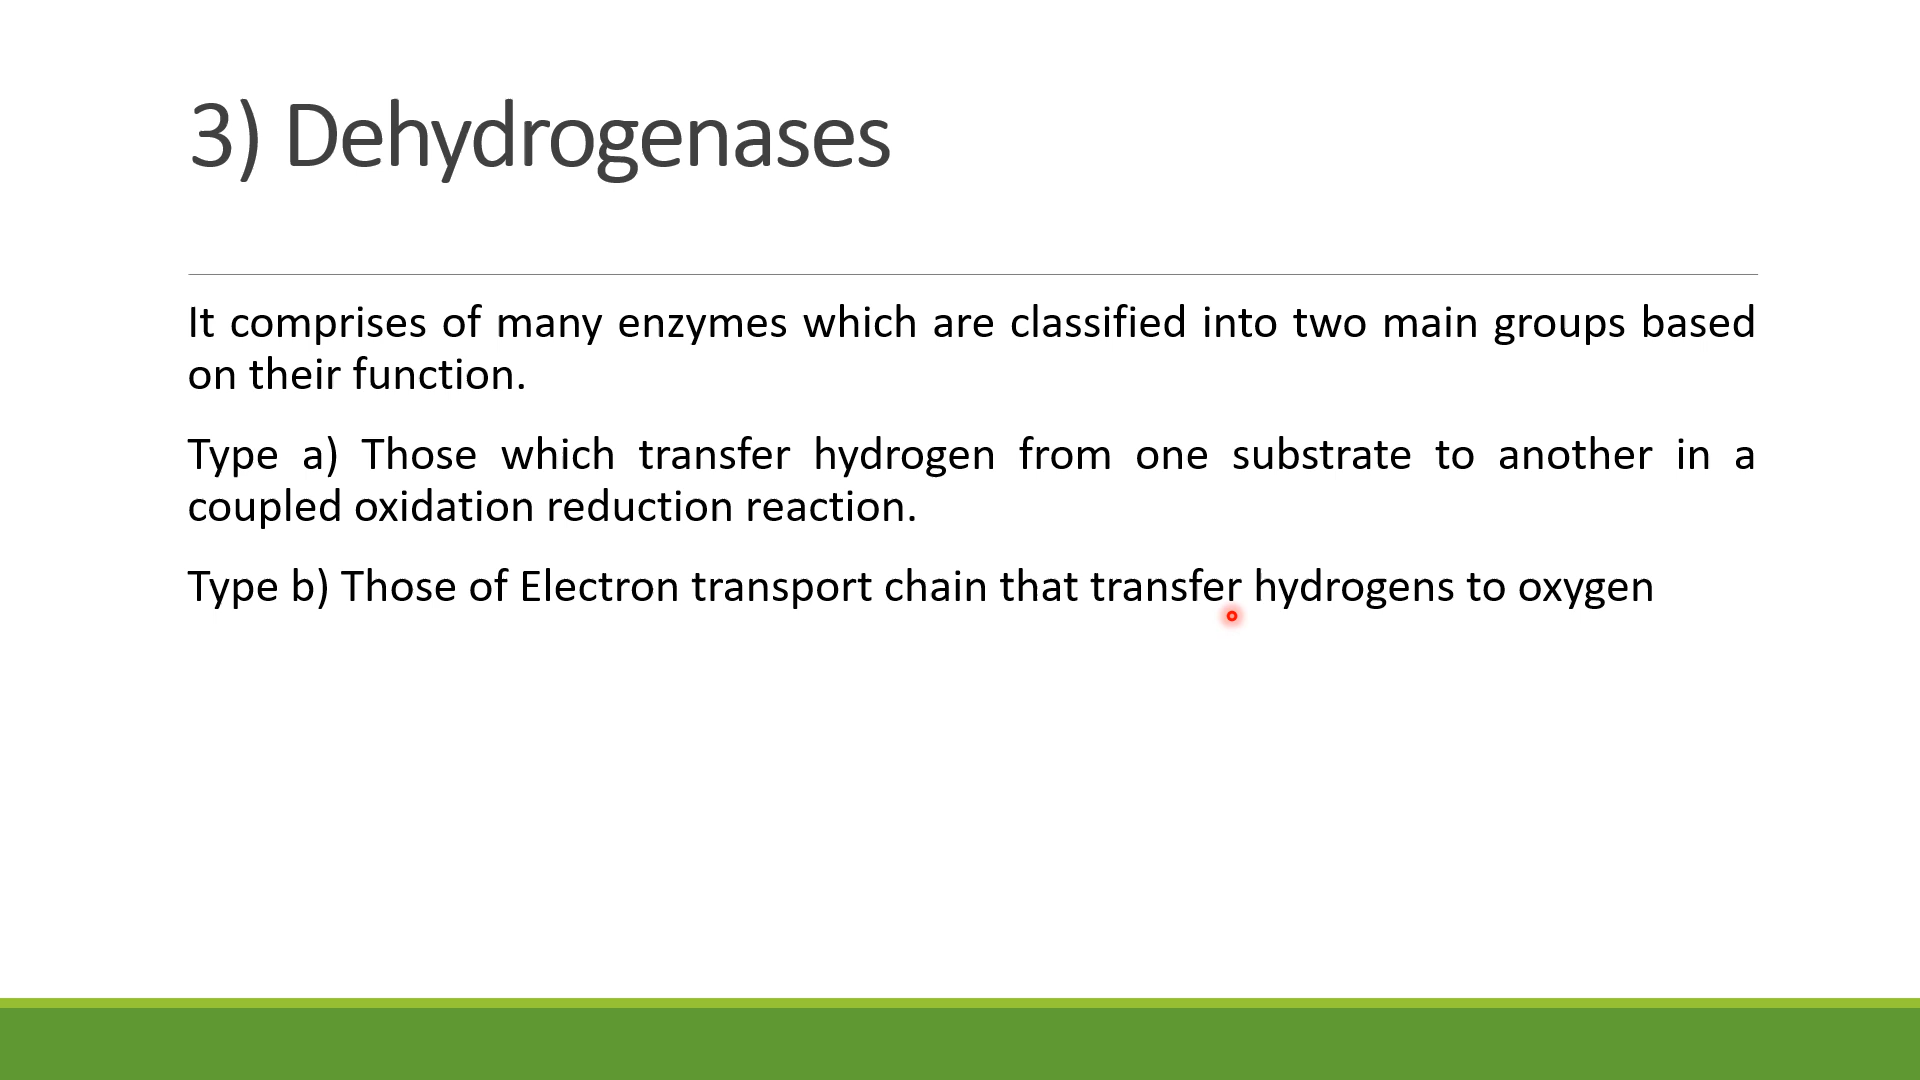 3) Dehydrogenases
It comprises of many enzymes which are classified into two main groups based
on their function.
Type a) Those which transfer hydrogen from one substrate to another in a
coupled oxidation reduction reaction.
Type b) Those of Electron transport chain that transfer hydrogens to oxygen